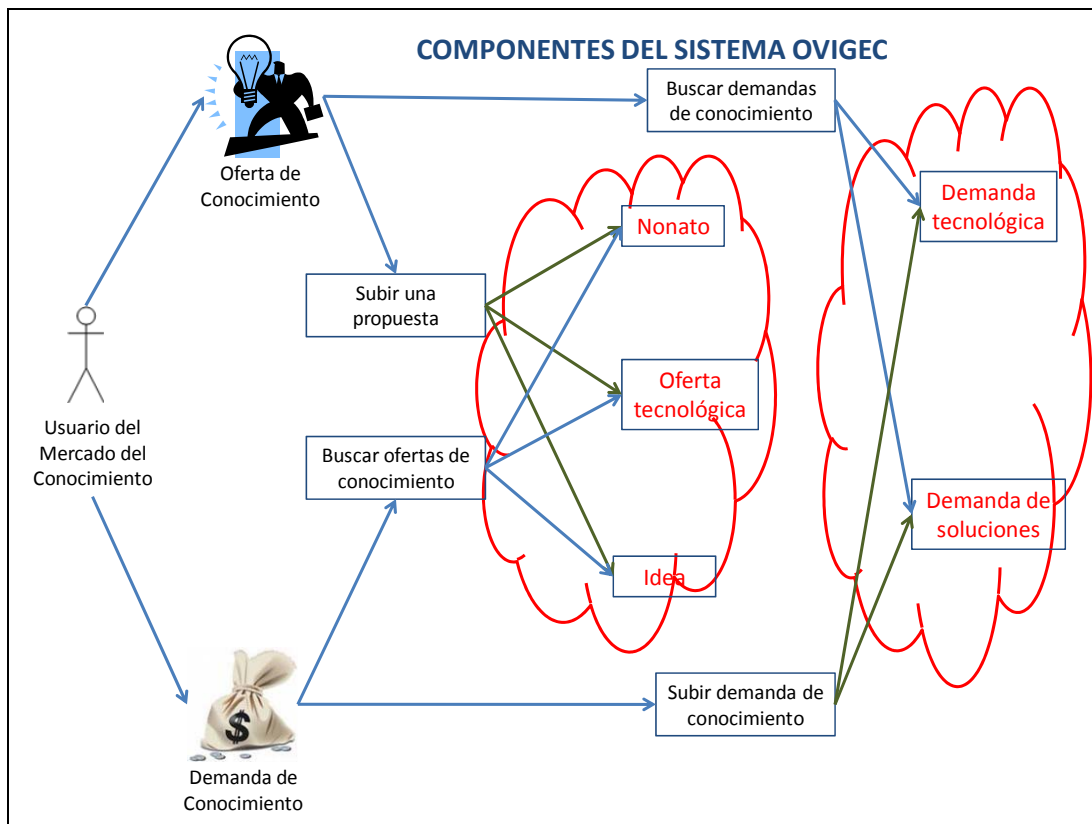 COMPONENTES DEL SISTEMA OVIGEC
Buscar demandas
de conocimiento
Oferta de
Conocimiento
Demanda
tecnológica
Nonato
Subir una
propuesta
Oferta
tecnológica
Usuario del
Mercado del
Conocimiento
Buscar ofertas de
conocimiento
Demanda de
soluciones
Idea
$
Subir demanda de
conocimiento
Demanda de
Conocimiento